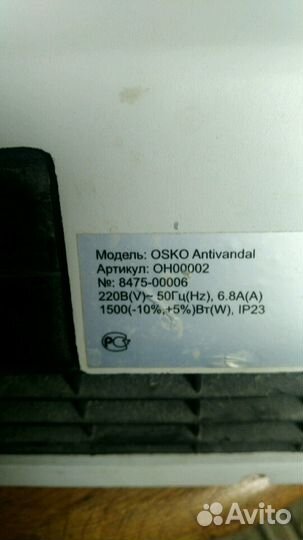 Модель: OSKO Antivandal
Артикул: OH00002
№: 8475-00006
220В(V)~ 50Гц(Hz), 6.8А(A)
1500(-10%,+5%)Вт(W), IP23
РСТ
Avito